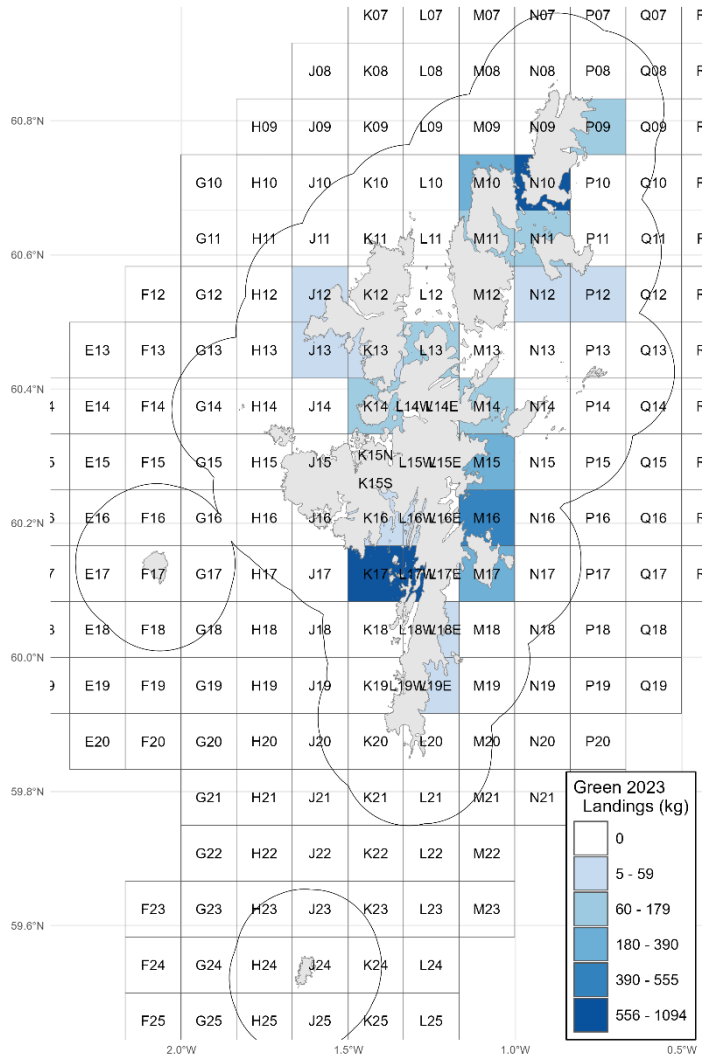 K07 L07 M07 N07 P07 Q07 R
J08 K08 L08 M08 N08 P08 Q08 R
60.8°N
H09 J09 K09 L09 M09 N09 P09 Q09 R
G10 H10 J10 K10 L10 M10 N10 P10 Q10 R
G11 H11 J11 K11 L11 M11 N11 P11 Q11 R
60.6°N
F12 G12 H12 J12 K12 L12 M12 N12 P12 Q12 R
E13 F13 G13 H13 J13 K13 L13 M13 N13 P13 Q13 R
60.4°N
4 E14 F14 G14 H14 J14 K14 L14W L14E M14 N14 P14 Q14 R
K15N
5 E15 F15 G15 H15 J15 L15W L15E M15 N15 P15 Q15 R
K15S
60.2°N
6 E16 F16 G16 H16 J16 K16 L16W L16E M16 N16 P16 Q16 R
7 E17 F17 G17 H17 J17 K17 L17W L17E M17 N17 P17 Q17 R
8 E18 F18 G18 H18 J18 K18 L18W L18E M18 N18 P18 Q18
60.0°N
9 E19 F19 G19 H19 J19 K19 L19W L19E M19 N19 P19 Q19
E20 F20 G20 H20 J20 K20 L20 M20 N20 P20
59.8°N
G21 H21 J21 K21 L21 M21 N21
G22 H22 J22 K22 L22 M22
F23 G23 H23 J23 K23 L23 M23
59.6°N
F24 G24 H24 J24 K24 L24
F25 G25 H25 J25 K25 L25
2.0°W 1.5°W 1.0°W 0.5°W
Green 2023
Landings (kg)
0
5 - 59
60 - 179
180 - 390
390 - 555
556 - 1094